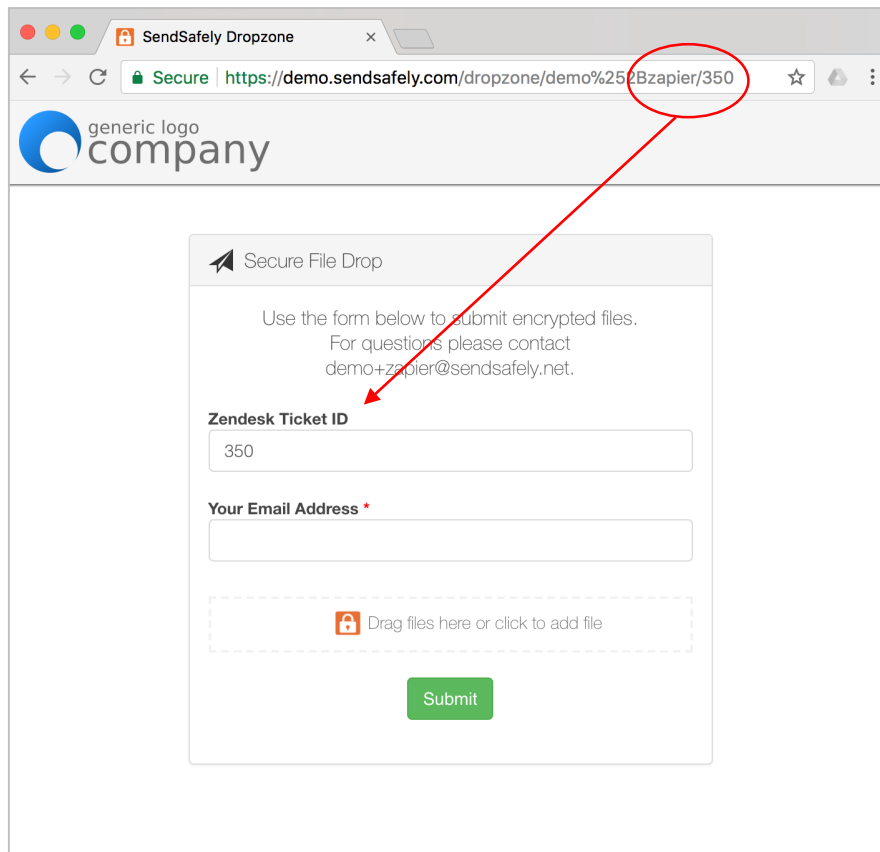 SendSafely Dropzone
Secure https://demo.sendsafely.com/dropzone/demo%252Bzapier/350
generic logo
company
Secure File Drop
Use the form below to submit encrypted files.
For questions please contact
demo+zapier@sendsafely.net.
Zendesk Ticket ID
350
Your Email Address *
Drag files here or click to add file
Submit